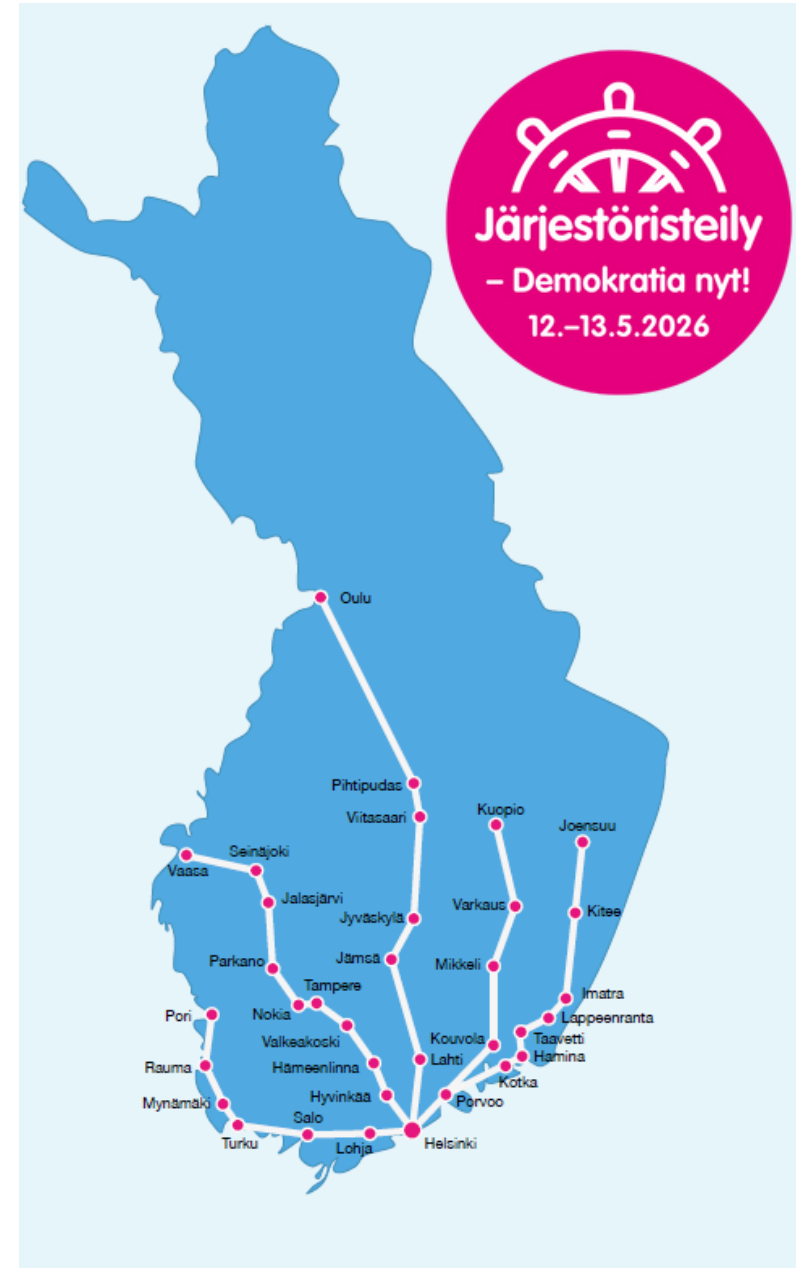 Järjestöristeily
– Demokratia nyt!
12.–13.5.2026
Oulu
Pihtipudas
Viitasaari
Kuopio
Joensuu
Seinäjoki
Vaasa
Jalasjärvi
Varkaus
Kitee
Jyväskylä
Jämsä
Parkano
Mikkeli
Tampere
Imatra
Nokia
Pori
Lappeenranta
Valkeakoski
Kouvola
Taavetti
Hämeenlinna
Lahti
Hamina
Rauma
Kotka
Hyvinkää
Porvoo
Mynämäki
Salo
Turku
Lohja
Helsinki